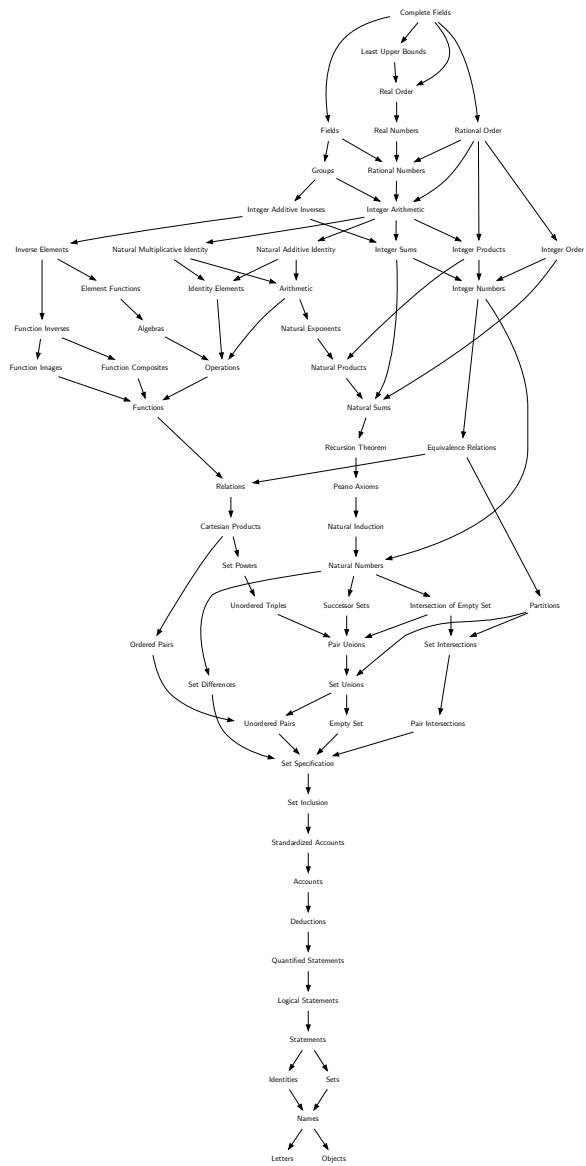 Complete Fields
Least Upper Bounds
Real Order
Fields
Real Numbers
Rational Order
Groups
Rational Numbers
Integer Additive Inverses
Integer Arithmetic
Inverse Elements
Natural Multiplicative Identity
Natural Additive Identity
Integer Sums
Integer Products
Integer Order
Element Functions
Identity Elements
Arithmetic
Integer Numbers
Function Inverses
Algebras
Natural Exponents
Function Images
Function Composites
Operations
Natural Products
Functions
Natural Sums
Recursion Theorem
Equivalence Relations
Relations
Peano Axioms
Cartesian Products
Natural Induction
Set Powers
Natural Numbers
Unordered Triples
Successor Sets
Intersection of Empty Set
Partitions
Ordered Pairs
Pair Unions
Set Intersections
Set Differences
Set Unions
Unordered Pairs
Empty Set
Pair Intersections
Set Specification
Set Inclusion
Standardized Accounts
Accounts
Deductions
Quantified Statements
Logical Statements
Statements
Identities
Sets
Names
Letters
Objects